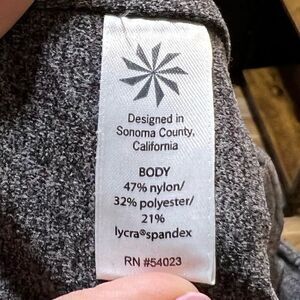 Designed in
Sonoma County,
California
BODY
47% nylon/
32% polyester/
21%
lycra®spandex
RN #54023